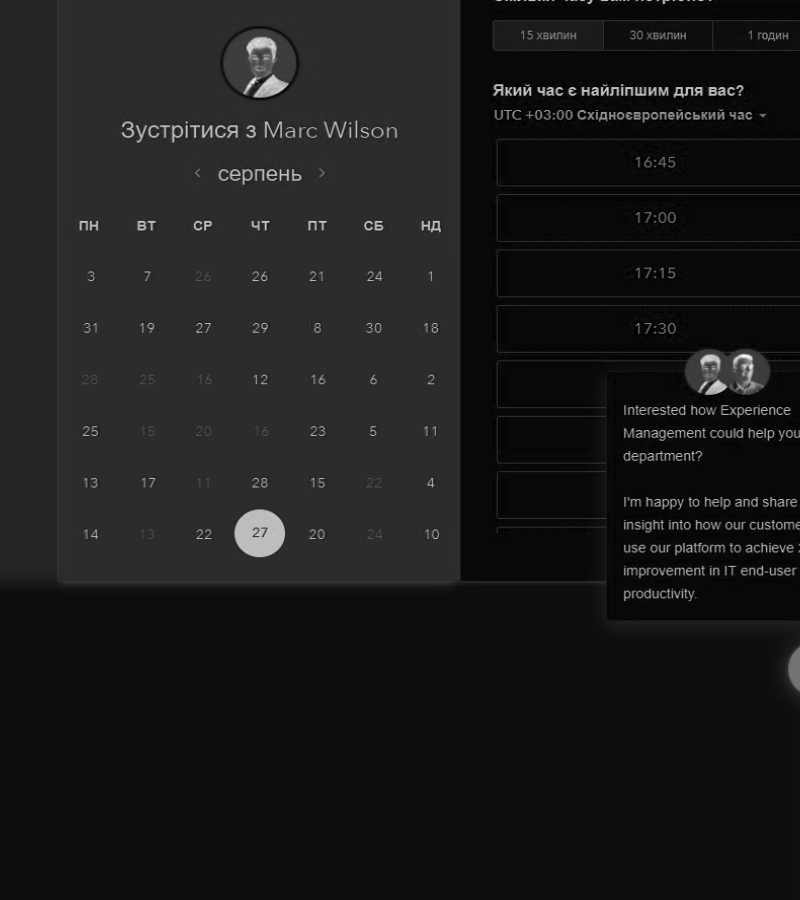 Зустрітися з Marc Wilson
серпень
ПН ВТ СР ЧТ ПТ СБ НД
3 7 26 26 21 24 1
31 19 27 29 8 30 18
28 25 16 12 16 6 2
25 15 20 16 23 5 11
13 17 11 28 15 22 4
14 13 22 27 20 24 10
15 хвилин 30 хвилин 1 годин
Який час є найліпшим для вас?
UTC +03:00 Східноєвропейський час
16:45
17:00
17:15
17:30
Interested how Experience
Management could help you
department?
I'm happy to help and share
insight into how our custome
use our platform to achieve
improvement in IT end-user
productivity.